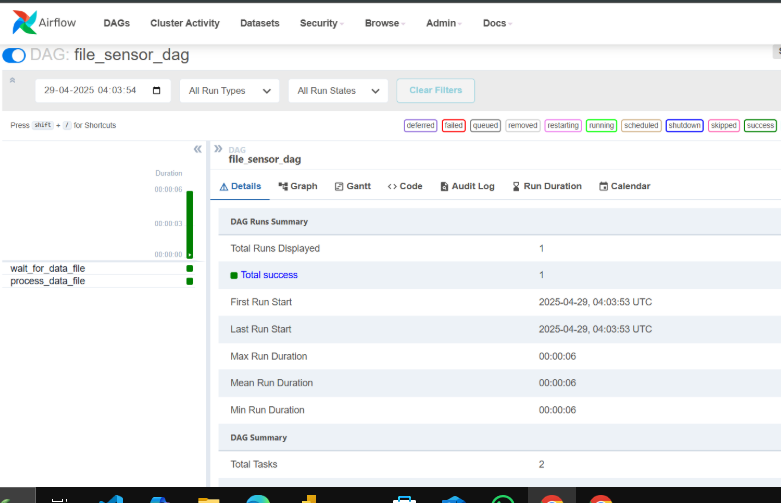 Airflow DAGs Cluster Activity Datasets Security Browse Admin Docs
DAG: file_sensor_dag
29-04-2025 04:03:54 All Run Types All Run States Clear Filters
Press shift + / for Shortcuts
deferred failed queued removed restarting running scheduled shutdown skipped success
DAG
file_sensor_dag
Duration
00:00:06
00:00:03
00:00:00
wait_for_data_file
process_data_file
Details Graph Gantt Code Audit Log Run Duration Calendar
DAG Runs Summary
Total Runs Displayed 1
Total success 1
First Run Start 2025-04-29, 04:03:53 UTC
Last Run Start 2025-04-29, 04:03:53 UTC
Max Run Duration 00:00:06
Mean Run Duration 00:00:06
Min Run Duration 00:00:06
DAG Summary
Total Tasks 2